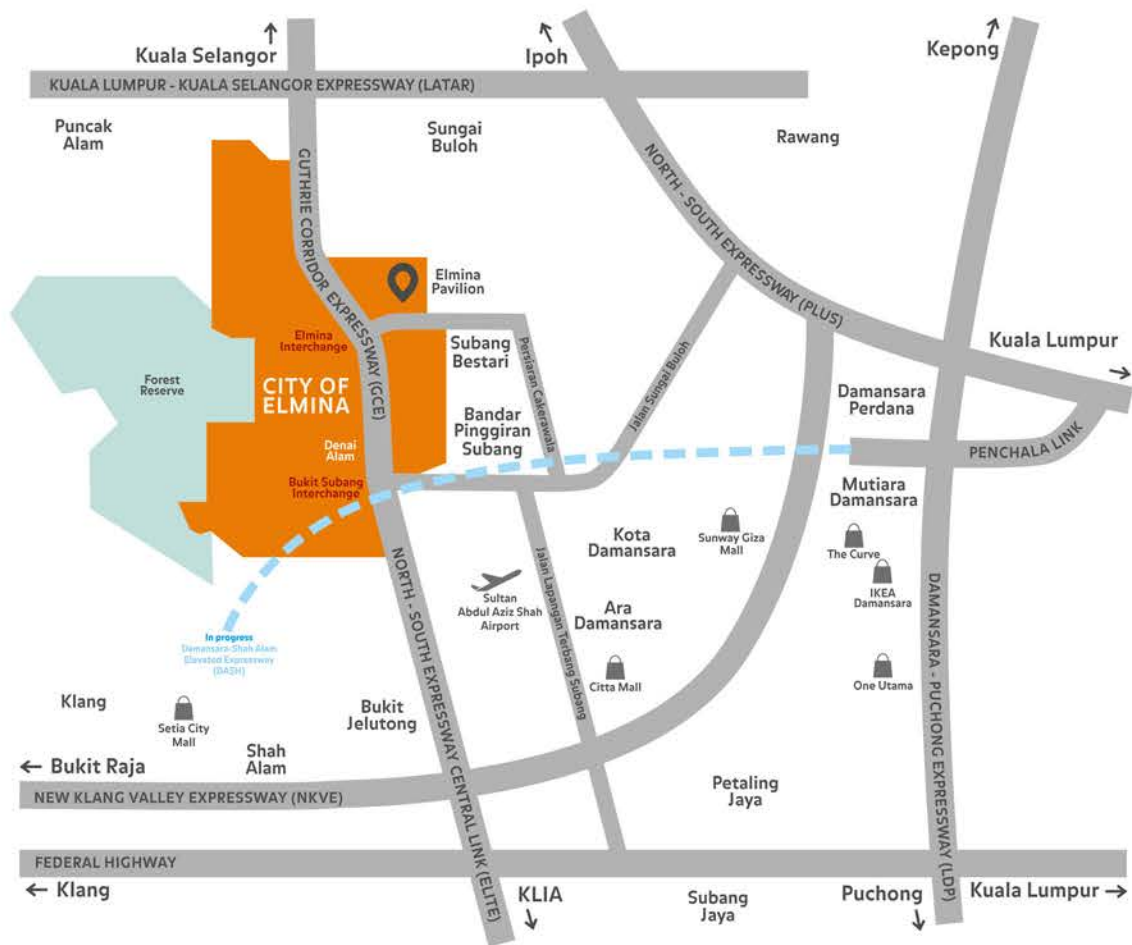 Kuala Selangor
Ipoh
Kepong
KUALA LUMPUR - KUALA SELANGOR EXPRESSWAY (LATAR)
Puncak
Alam
Sungai
Buloh
Rawang
GUTHRIE CORRIDOR EXPRESSWAY (GCE)
NORTH - SOUTH EXPRESSWAY (PLUS)
Elmina
Pavilion
Elmina
Interchange
Subang
Bestari
Persiaran Cakerawala
Jalan Sungai Buloh
Kuala Lumpur
Forest
Reserve
CITY OF
ELMINA
Damansara
Perdana
Bandar
Pinggiran
Subang
Denai
Alam
PENCHALA LINK
Bukit Subang
Interchange
Mutiara
Damansara
Kota
Damansara
Sunway Giza
Mall
The Curve
NORTH - SOUTH EXPRESSWAY CENTRAL LINK (ELITE)
Jalan Lapangan Terbang Subang
DAMANSARA - PUCHONG EXPRESSWAY (LDP)
Sultan
Abdul Aziz Shah
Airport
IKEA
Damansara
Ara
Damansara
In progress
Damansara-Shah Alam
Elevated Expressway
(DASH)
Citta Mall
One Utama
Klang
Setia City
Mall
Bukit
Jelutong
Shah
Alam
Bukit Raja
Petaling
Jaya
NEW KLANG VALLEY EXPRESSWAY (NKVE)
FEDERAL HIGHWAY
Klang
KLIA
Subang
Jaya
Puchong
Kuala Lumpur